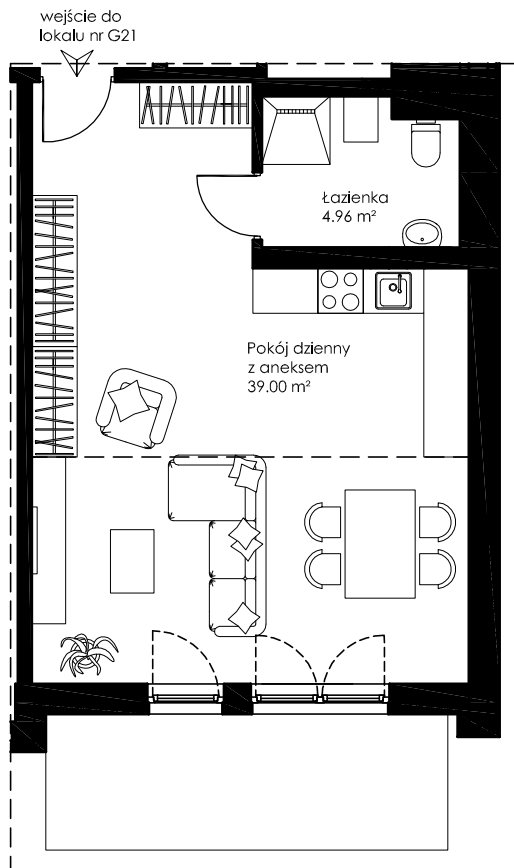 wejście do
lokalu nr G21
Łazienka
4.96 m²
Pokój dzienny
z aneksem
39.00 m²